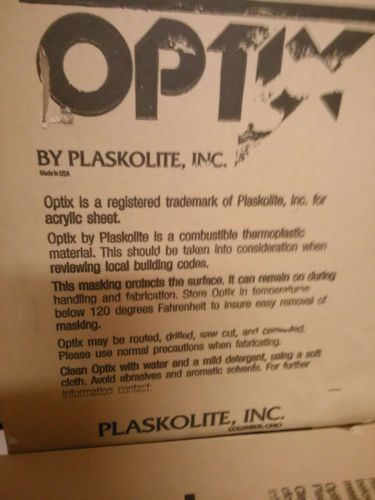 OPTIX
BY PLASKOLITE, INC.
Made in USA
Optix is a registered trademark of Plaskolite, Inc. for
acrylic sheet.
Optix by Plaskolite is a combustible thermoplastic
material. This should be taken into consideration when
reviewing local building codes.
This masking protects the surface. It can remain on during
handling and fabrication. Store Optix in temperatures
below 120 degrees Fahrenheit to insure easy removal of
masking.
Optix may be routed, drilled, saw cut, and cemented.
Please use normal precautions when fabricating.
Clean Optix with water and a mild detergent, using a soft
cloth. Avoid abrasives and aromatic solvents. For further
information contact:
PLASKOLITE, INC.
COLUMBUS, OHIO